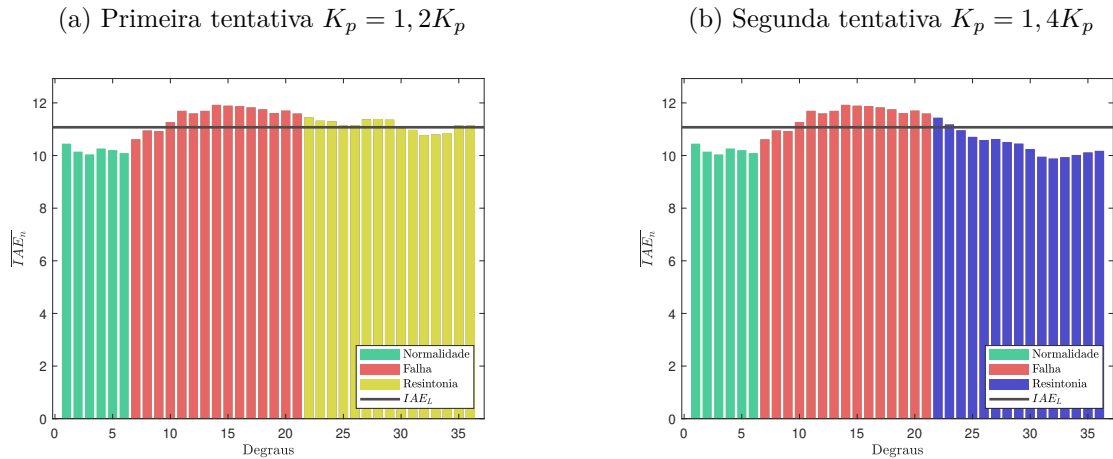 (a) Primeira tentativa $K_p = 1,2K_p$
(b) Segunda tentativa $K_p = 1,4K_p$
12
10
8
6
4
2
0
$\overline{IAE_n}$
0 5 10 15 20 25 30 35
Degraus
Normalidade
Falha
Resintonia
$IAE_L$
12
10
8
6
4
2
0
$\overline{IAE_n}$
0 5 10 15 20 25 30 35
Degraus
Normalidade
Falha
Resintonia
$IAE_L$